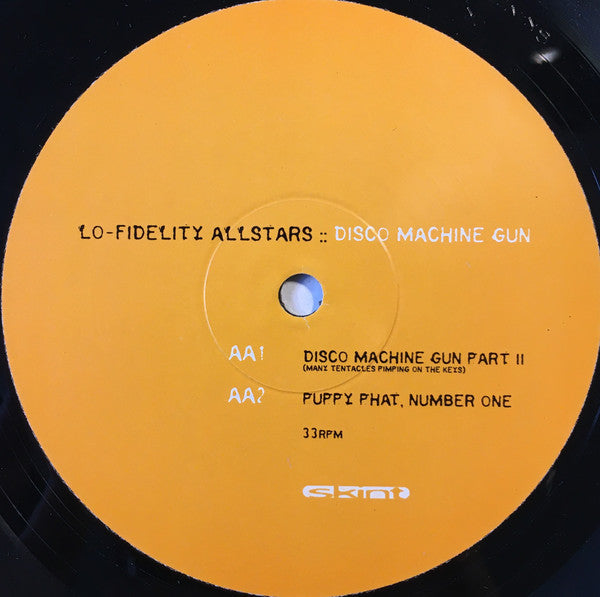 LO-FIDELITY ALLSTARS :: DISCO MACHINE GUN
AA1 DISCO MACHINE GUN PART II
(MANY TENTACLES PIMPING ON THE KEYS)
AA2 PUPPY PHAT, NUMBER ONE
33RPM
skint